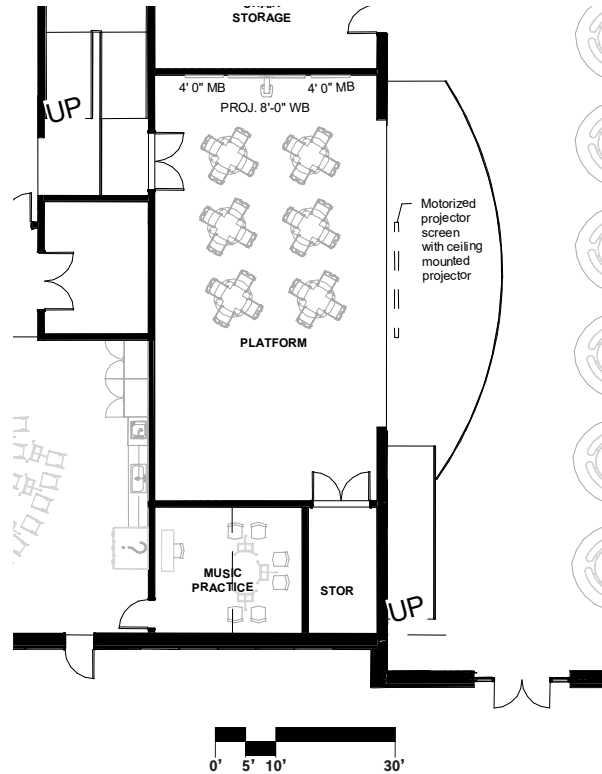 STORAGE
4' 0" MB
4' 0" MB
PROJ. 8'-0" WB
UP
Motorized
projector
screen
with ceiling
mounted
projector
PLATFORM
?
MUSIC
PRACTICE
STOR
UP
0' 5' 10' 30'